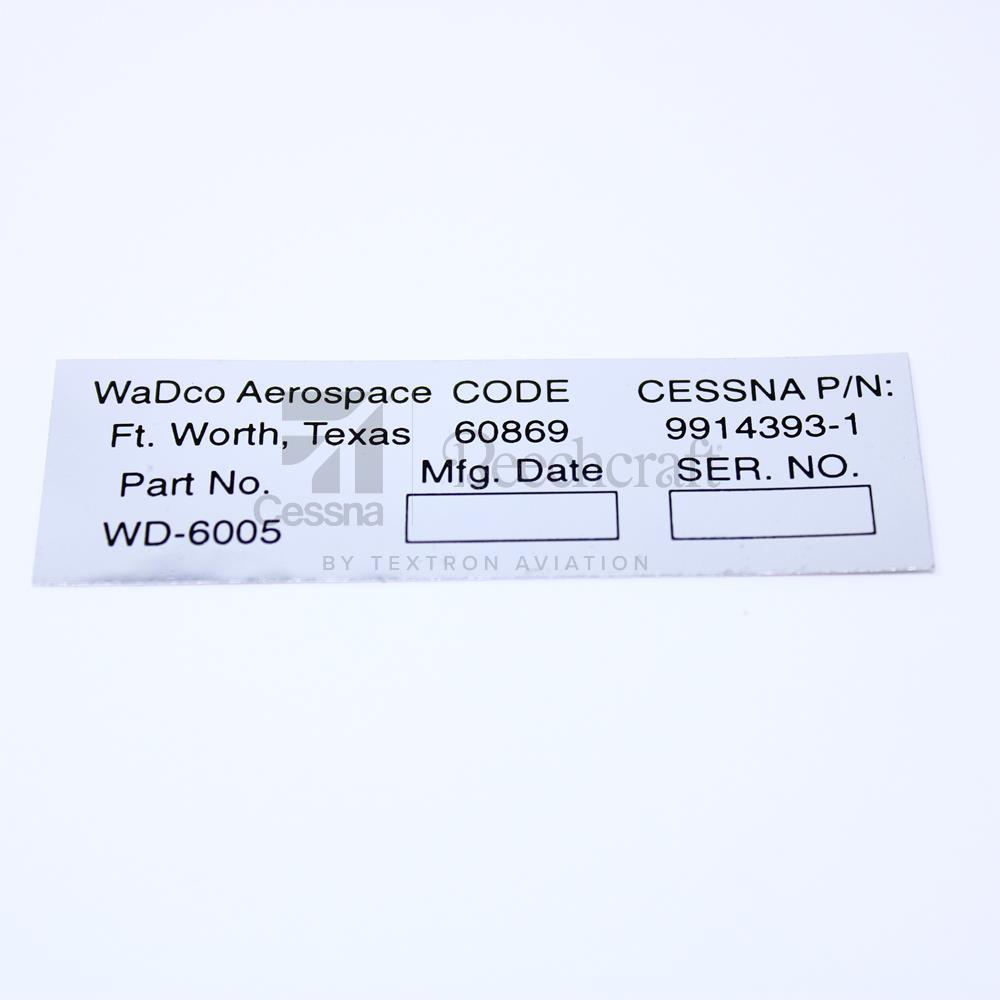 WaDco Aerospace CODE CESSNA P/N:
Ft. Worth, Texas 60869 9914393-1
Part No. Mfg. Date SER. NO.
WD-6005
Cessna Beechcraft
BY TEXTRON AVIATION